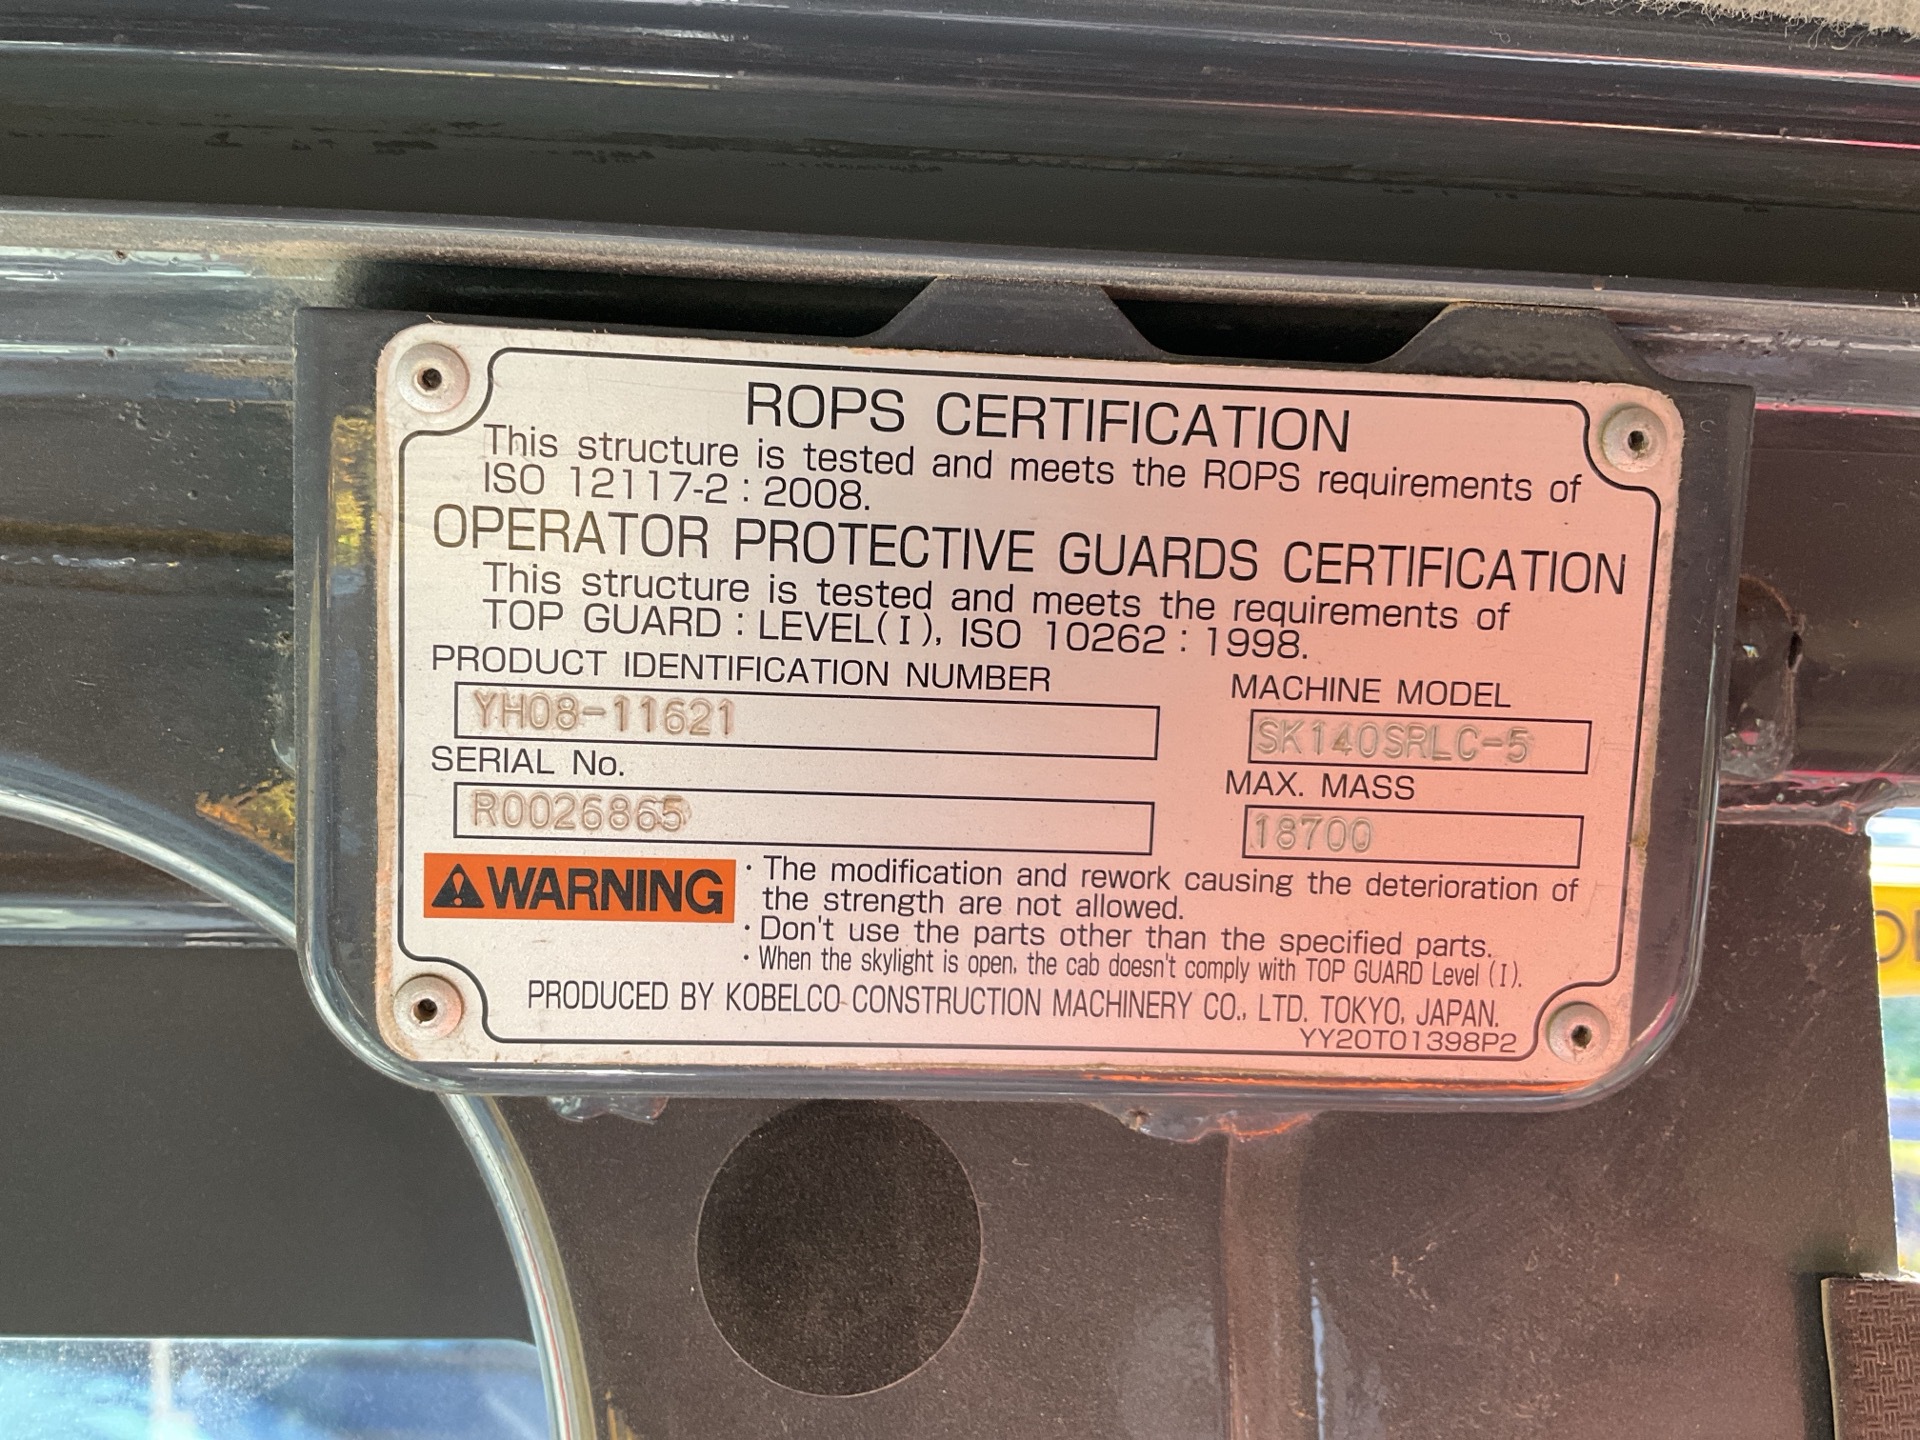 ROPS CERTIFICATION
This structure is tested and meets the ROPS requirements of
ISO 12117-2 : 2008.
OPERATOR PROTECTIVE GUARDS CERTIFICATION
This structure is tested and meets the requirements of
TOP GUARD : LEVEL(I), ISO 10262 : 1998.
PRODUCT IDENTIFICATION NUMBER
YH08-11621
MACHINE MODEL
SK140SRLC-5
SERIAL No.
R0026865
MAX. MASS
18700
WARNING
· The modification and rework causing the deterioration of
the strength are not allowed.
· Don't use the parts other than the specified parts.
· When the skylight is open, the cab doesn't comply with TOP GUARD Level (I).
PRODUCED BY KOBELCO CONSTRUCTION MACHINERY CO., LTD. TOKYO, JAPAN.
YY20T01398P2